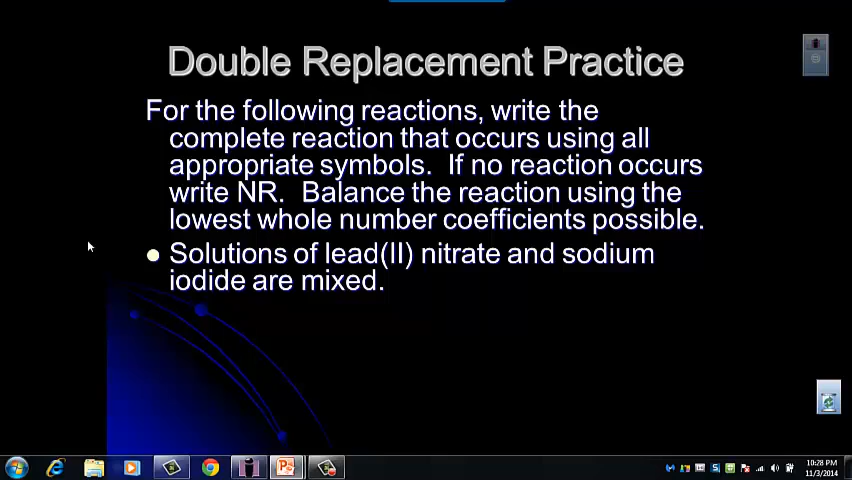 Double Replacement Practice
For the following reactions, write the
complete reaction that occurs using all
appropriate symbols.  If no reaction occurs
write NR.  Balance the reaction using the
lowest whole number coefficients possible.
Solutions of lead(II) nitrate and sodium
iodide are mixed.
10:28 PM
11/3/2014